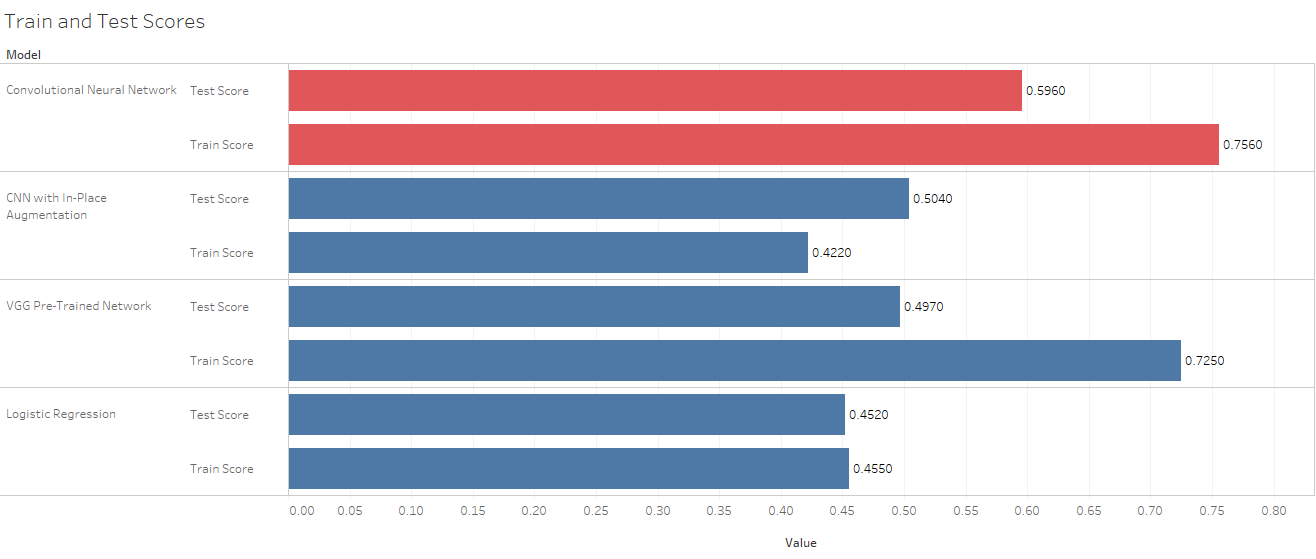 Train and Test Scores
Model
Convolutional Neural Network Test Score 0.5960
Train Score 0.7560
CNN with In-Place
Augmentation
Test Score 0.5040
Train Score 0.4220
VGG Pre-Trained Network Test Score 0.4970
Train Score 0.7250
Logistic Regression Test Score 0.4520
Train Score 0.4550
0.00 0.05 0.10 0.15 0.20 0.25 0.30 0.35 0.40 0.45 0.50 0.55 0.60 0.65 0.70 0.75 0.80
Value